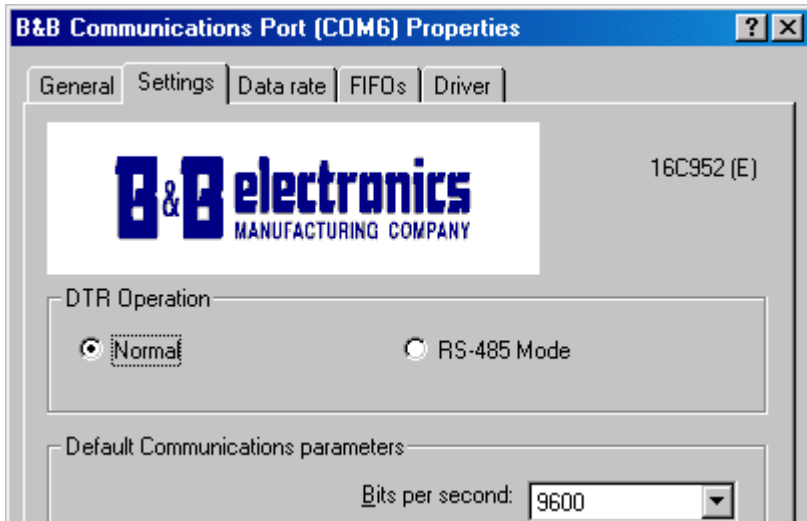 B&B Communications Port (COM6) Properties ? X
General Settings Data rate FIFOs Driver
B&B electronics
MANUFACTURING COMPANY
16C952 (E)
DTR Operation
Normal RS-485 Mode
Default Communications parameters
Bits per second: 9600